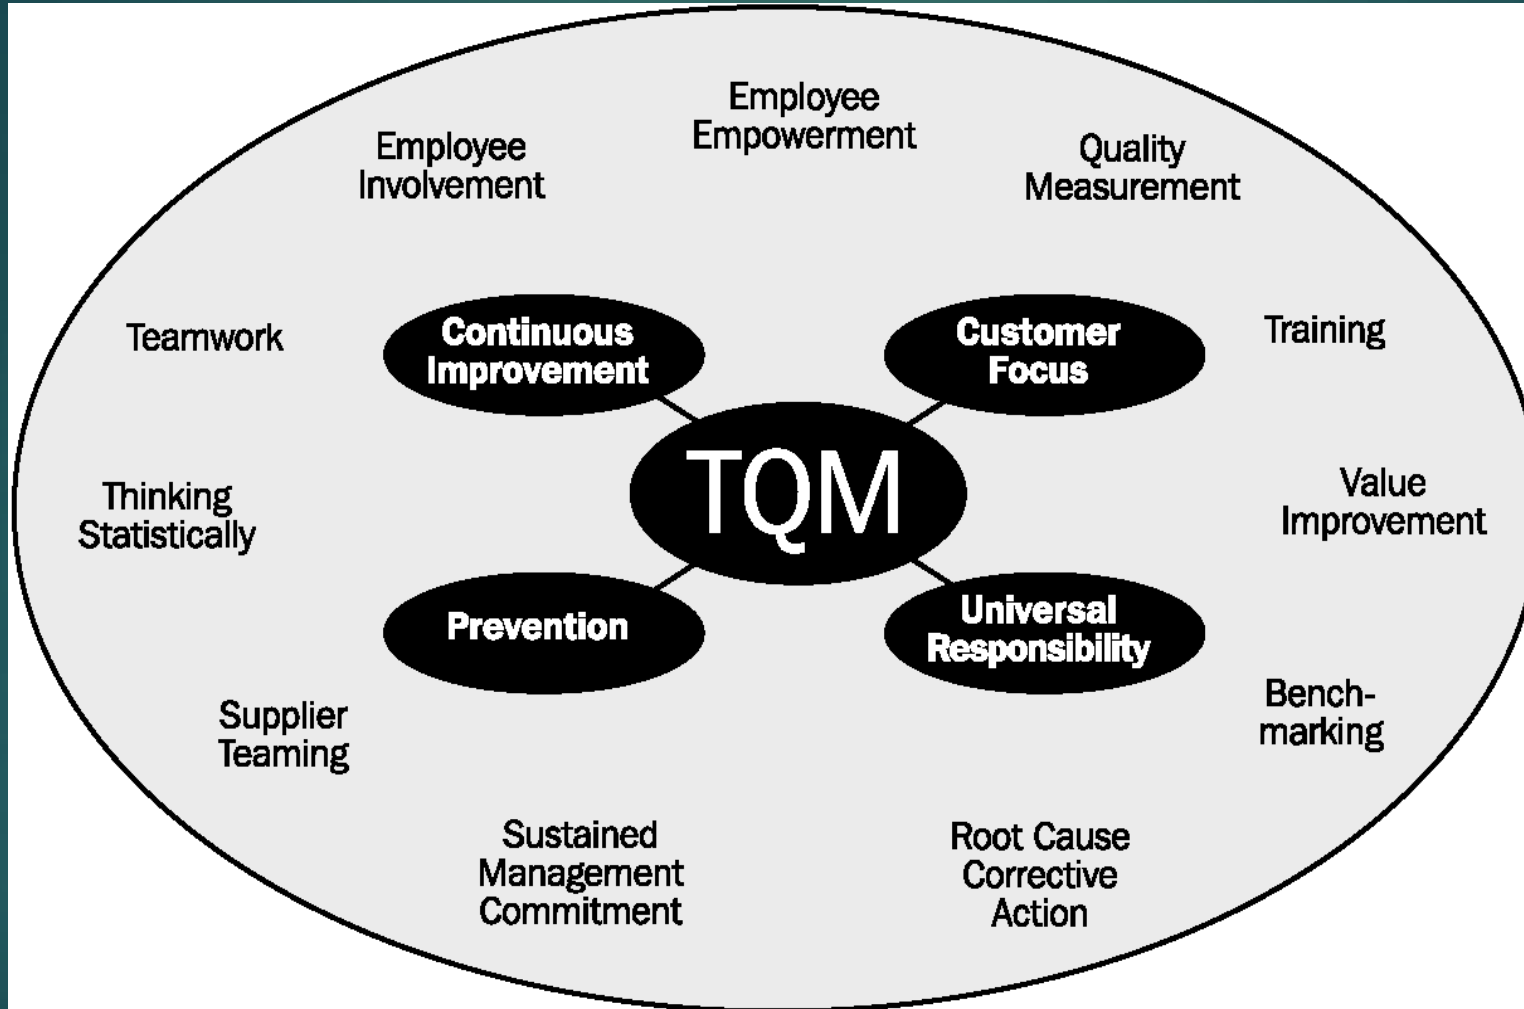 Employee
Empowerment
Employee
Involvement
Quality
Measurement
Teamwork
Continuous
Improvement
Customer
Focus
Training
TQM
Thinking
Statistically
Value
Improvement
Prevention
Universal
Responsibility
Supplier
Teaming
Bench-
marking
Sustained
Management
Commitment
Root Cause
Corrective
Action